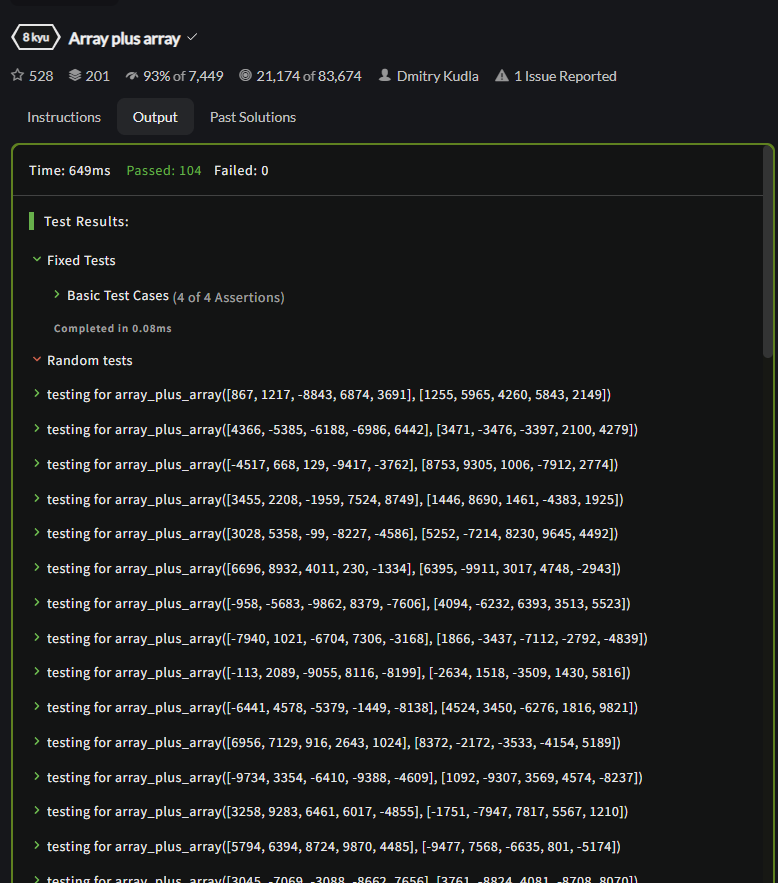 8 kyu Array plus array
528 201 93% of 7,449 21,174 of 83,674 Dmitry Kudla 1 Issue Reported
Instructions Output Past Solutions
Time: 649ms Passed: 104 Failed: 0
Test Results:
Fixed Tests
Basic Test Cases (4 of 4 Assertions)
Completed in 0.08ms
Random tests
testing for array_plus_array([867, 1217, -8843, 6874, 3691], [1255, 5965, 4260, 5843, 2149])
testing for array_plus_array([4366, -5385, -6188, -6986, 6442], [3471, -3476, -3397, 2100, 4279])
testing for array_plus_array([-4517, 668, 129, -9417, -3762], [8753, 9305, 1006, -7912, 2774])
testing for array_plus_array([3455, 2208, -1959, 7524, 8749], [1446, 8690, 1461, -4383, 1925])
testing for array_plus_array([3028, 5358, -99, -8227, -4586], [5252, -7214, 8230, 9645, 4492])
testing for array_plus_array([6696, 8932, 4011, 230, -1334], [6395, -9911, 3017, 4748, -2943])
testing for array_plus_array([-958, -5683, -9862, 8379, -7606], [4094, -6232, 6393, 3513, 5523])
testing for array_plus_array([-7940, 1021, -6704, 7306, -3168], [1866, -3437, -7112, -2792, -4839])
testing for array_plus_array([-113, 2089, -9055, 8116, -8199], [-2634, 1518, -3509, 1430, 5816])
testing for array_plus_array([-6441, 4578, -5379, -1449, -8138], [4524, 3450, -6276, 1816, 9821])
testing for array_plus_array([6956, 7129, 916, 2643, 1024], [8372, -2172, -3533, -4154, 5189])
testing for array_plus_array([-9734, 3354, -6410, -9388, -4609], [1092, -9307, 3569, 4574, -8237])
testing for array_plus_array([3258, 9283, 6461, 6017, -4855], [-1751, -7947, 7817, 5567, 1210])
testing for array_plus_array([5794, 6394, 8724, 9870, 4485], [-9477, 7568, -6635, 801, -5174])
testing for array_plus_array([3045, -7069, -3088, -8662, 7656], [3761, -8824, 4081, -8708, 8070])